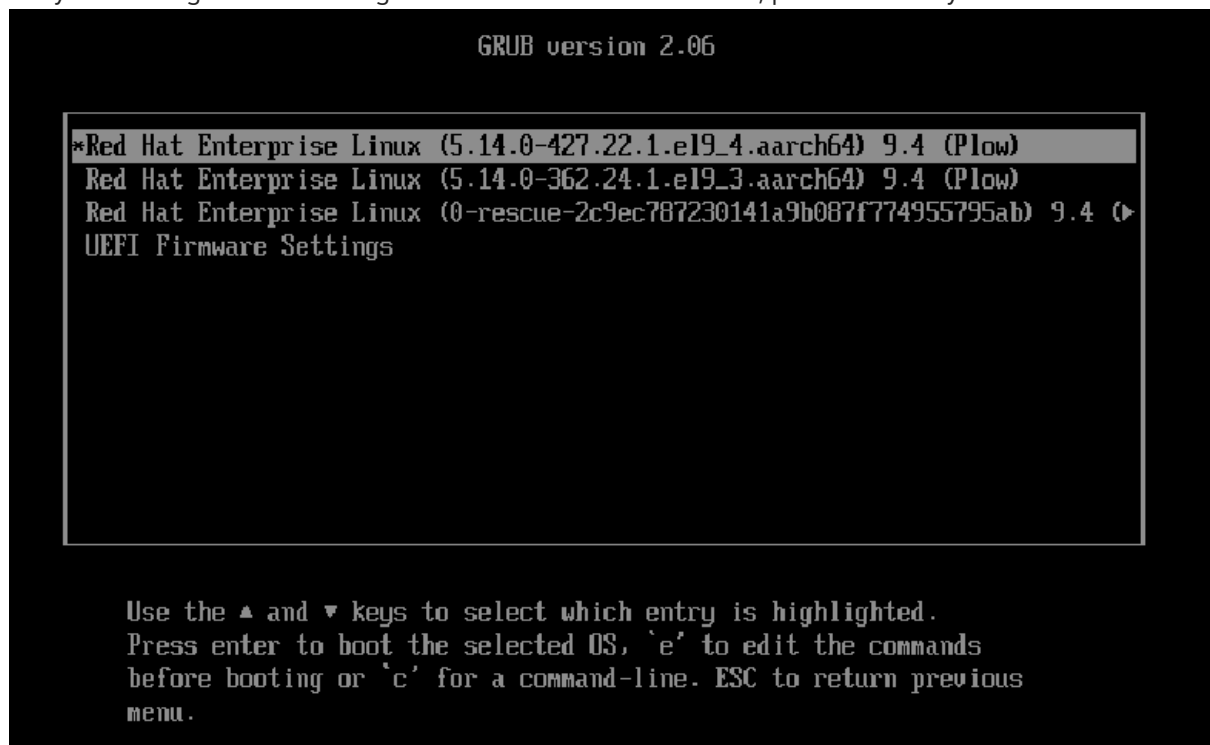 GRUB version 2.06
*Red Hat Enterprise Linux (5.14.0-427.22.1.el9_4.aarch64) 9.4 (Plow)
Red Hat Enterprise Linux (5.14.0-362.24.1.el9_3.aarch64) 9.4 (Plow)
Red Hat Enterprise Linux (0-rescue-2c9ec787230141a9b087f774955795ab) 9.4 (▶
UEFI Firmware Settings
Use the ▲ and ▼ keys to select which entry is highlighted.
Press enter to boot the selected OS, `e' to edit the commands
before booting or `c' for a command-line. ESC to return previous
menu.